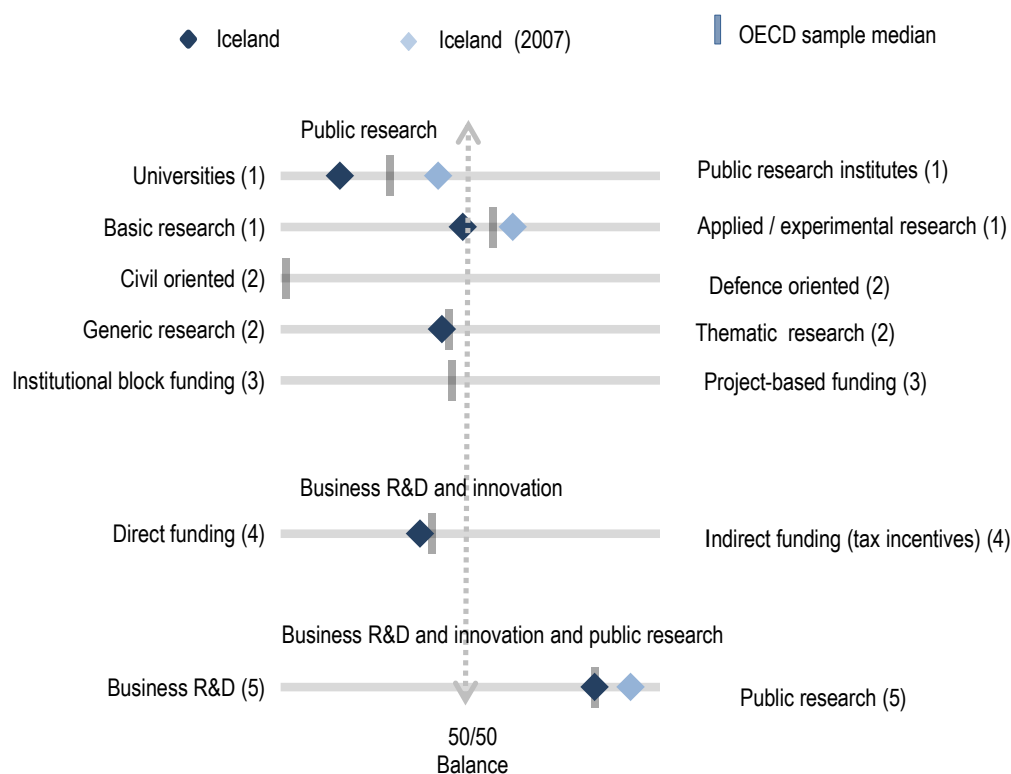 Iceland
Iceland (2007)
OECD sample median
Public research
Universities (1)
Public research institutes (1)
Basic research (1)
Applied / experimental research (1)
Civil oriented (2)
Defence oriented (2)
Generic research (2)
Thematic research (2)
Institutional block funding (3)
Project-based funding (3)
Business R&D and innovation
Direct funding (4)
Indirect funding (tax incentives) (4)
Business R&D and innovation and public research
Business R&D (5)
Public research (5)
50/50
Balance